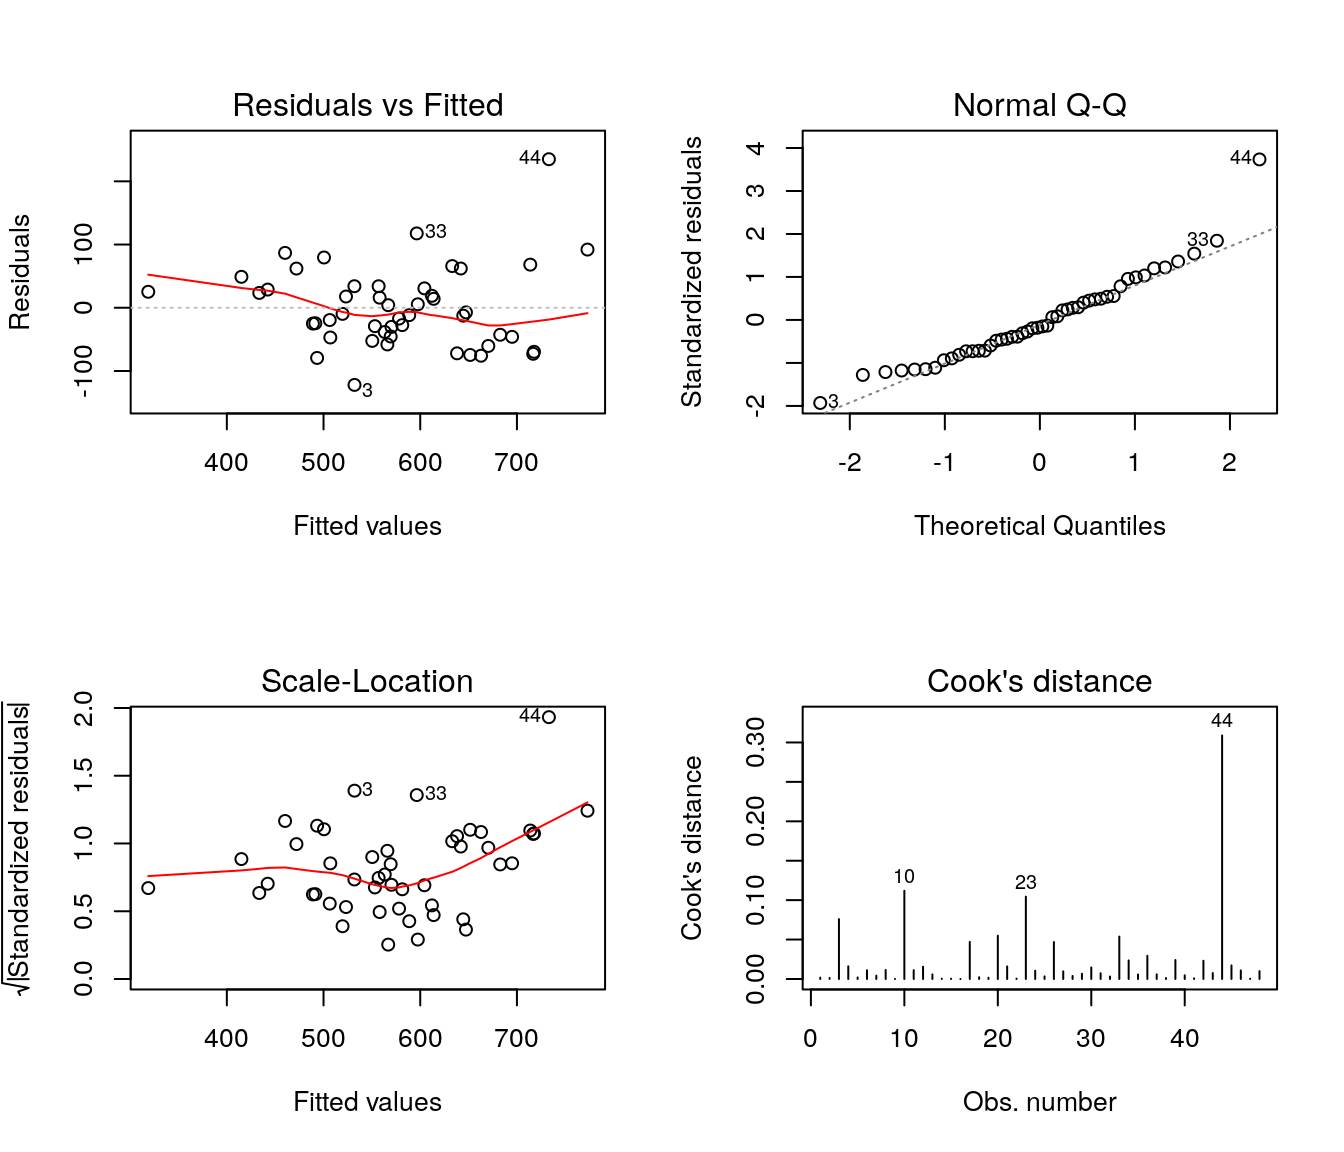 Residuals vs Fitted
Residuals
-100 0 100
44
33
3
400 500 600 700
Fitted values
Normal Q-Q
Standardized residuals
-2 0 1 2 3 4
44
33
3
-2 -1 0 1 2
Theoretical Quantiles
Scale-Location
√|Standardized residuals|
0.0 0.5 1.0 1.5 2.0
44
3
33
400 500 600 700
Fitted values
Cook's distance
Cook's distance
0.00 0.10 0.20 0.30
44
10
23
0 10 20 30 40
Obs. number